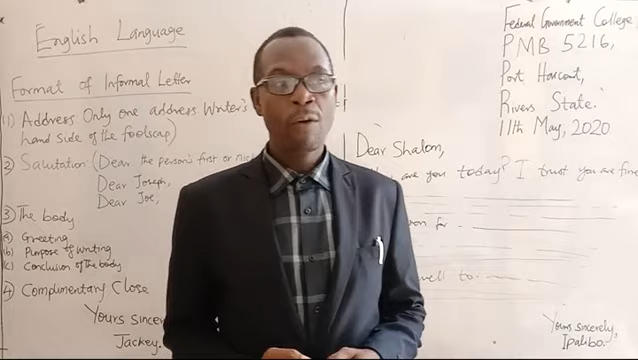 English Language
Format of Informal Letter
(1) Address Only one address. Writer's
hand side of the foolscap)
2) Salutation (Dear the person's first or
Dear Joseph,
Dear Joe,
3) The body
(a) Greeting
(b) Purpose of Writing
(c) Conclusion of the body
4) Complimentary Close
Yours
Jackey.
Federal Government College,
PMB 5216,
Port Harcourt,
Rivers State.
11th May, 2020
Dear Shalom,
are you today? I trust you are fine
for
well to
Yours sincerely,
Ipalibo.